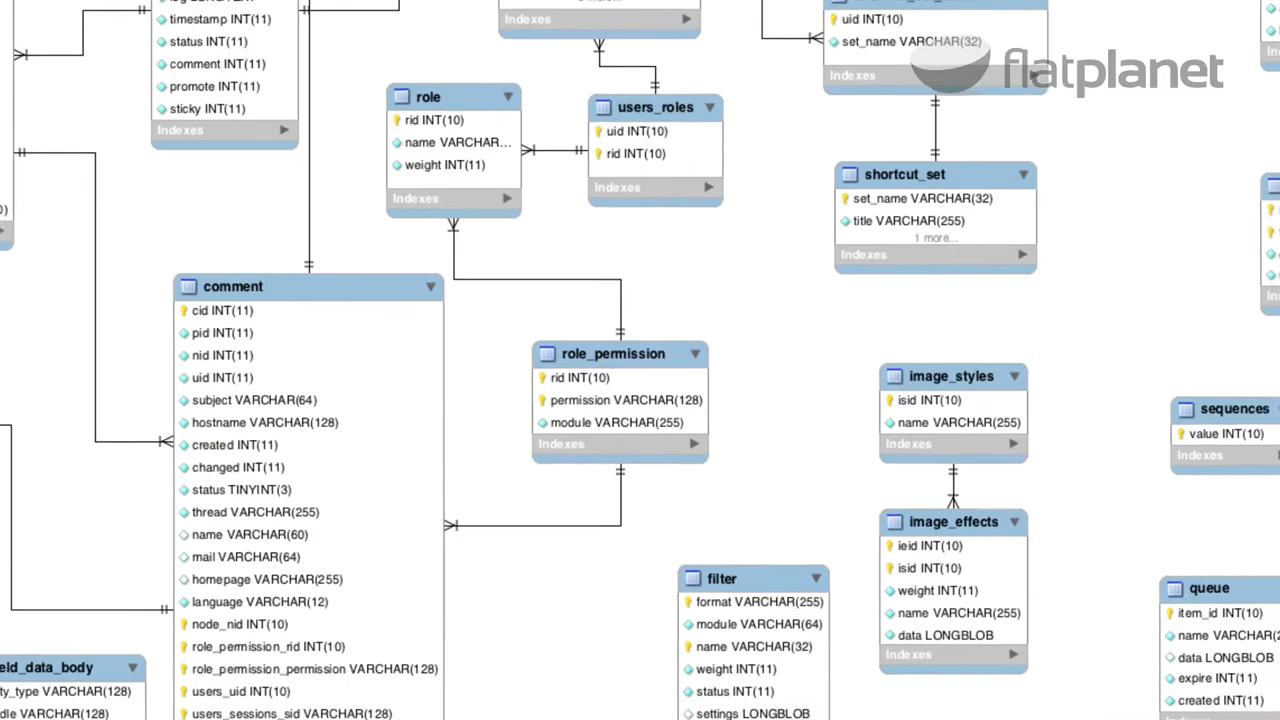 timestamp INT(11)
status INT(11)
comment INT(11)
promote INT(11)
sticky INT(11)
Indexes
Indexes
uid INT(10)
set_name VARCHAR(32)
Indexes
flatplanet
role
rid INT(10)
name VARCHAR...
weight INT(11)
Indexes
users_roles
uid INT(10)
rid INT(10)
Indexes
shortcut_set
set_name VARCHAR(32)
title VARCHAR(255)
1 more...
Indexes
comment
cid INT(11)
pid INT(11)
nid INT(11)
uid INT(11)
subject VARCHAR(64)
hostname VARCHAR(128)
created INT(11)
changed INT(11)
status TINYINT(3)
thread VARCHAR(255)
name VARCHAR(60)
mail VARCHAR(64)
homepage VARCHAR(255)
language VARCHAR(12)
node_nid INT(10)
role_permission_rid INT(10)
role_permission_permission VARCHAR(128)
users_uid INT(10)
users_sessions_sid VARCHAR(128)
role_permission
rid INT(10)
permission VARCHAR(128)
module VARCHAR(255)
Indexes
image_styles
isid INT(10)
name VARCHAR(255)
Indexes
sequences
value INT(10)
Indexes
image_effects
ieid INT(10)
isid INT(10)
weight INT(11)
name VARCHAR(255)
data LONGBLOB
Indexes
filter
format VARCHAR(255)
module VARCHAR(64)
name VARCHAR(32)
weight INT(11)
status INT(11)
settings LONGBLOB
queue
item_id INT(10)
name VARCHAR(2
data LONGBLOB
expire INT(11)
created INT(11)
eld_data_body
ty_type VARCHAR(128)
dle VARCHAR(128)